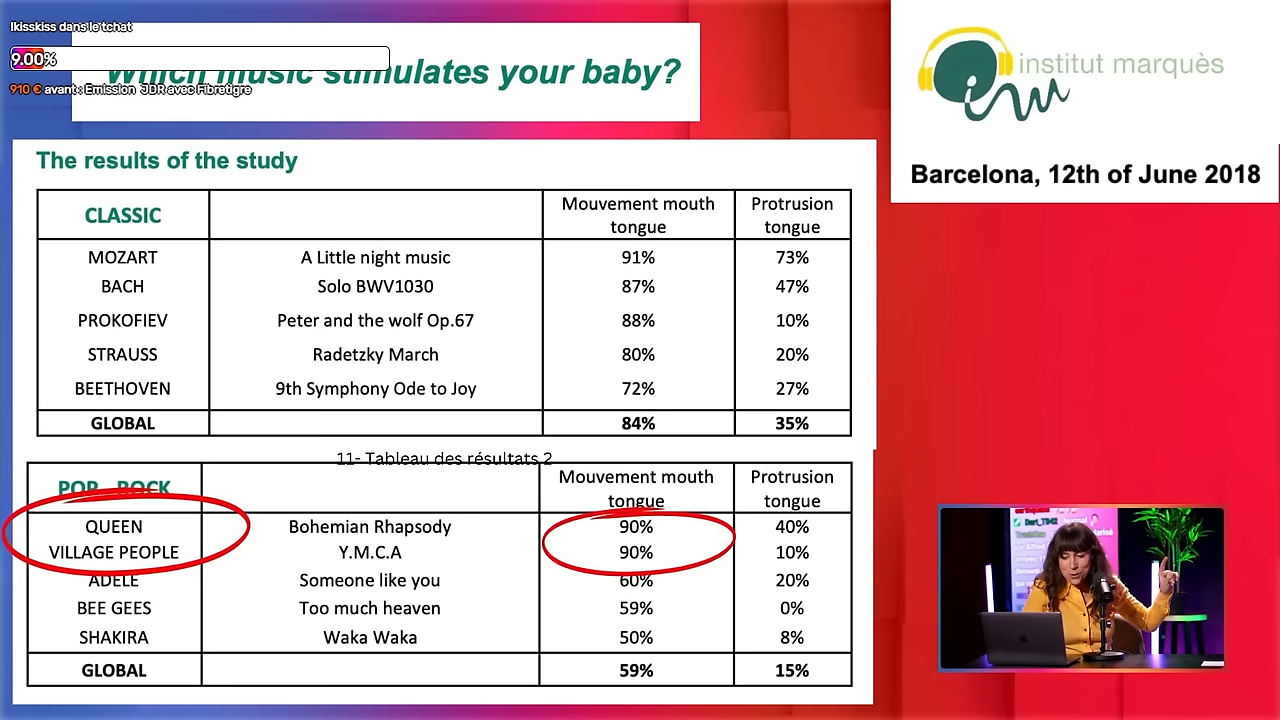 Ikisskiss dans le tchat
9.00%
910 € avant : Emission JDR avec Fibretigre
Which music stimulates your baby?
institut marquès
Barcelona, 12th of June 2018
The results of the study
CLASSIC Mouvement mouth tongue Protrusion tongue
MOZART A Little night music 91% 73%
BACH Solo BWV1030 87% 47%
PROKOFIEV Peter and the wolf Op.67 88% 10%
STRAUSS Radetzky March 80% 20%
BEETHOVEN 9th Symphony Ode to Joy 72% 27%
GLOBAL 84% 35%
11- Tableau des résultats 2
POP - ROCK Mouvement mouth tongue Protrusion tongue
QUEEN Bohemian Rhapsody 90% 40%
VILLAGE PEOPLE Y.M.C.A 90% 10%
ADELE Someone like you 60% 20%
BEE GEES Too much heaven 59% 0%
SHAKIRA Waka Waka 50% 8%
GLOBAL 59% 15%